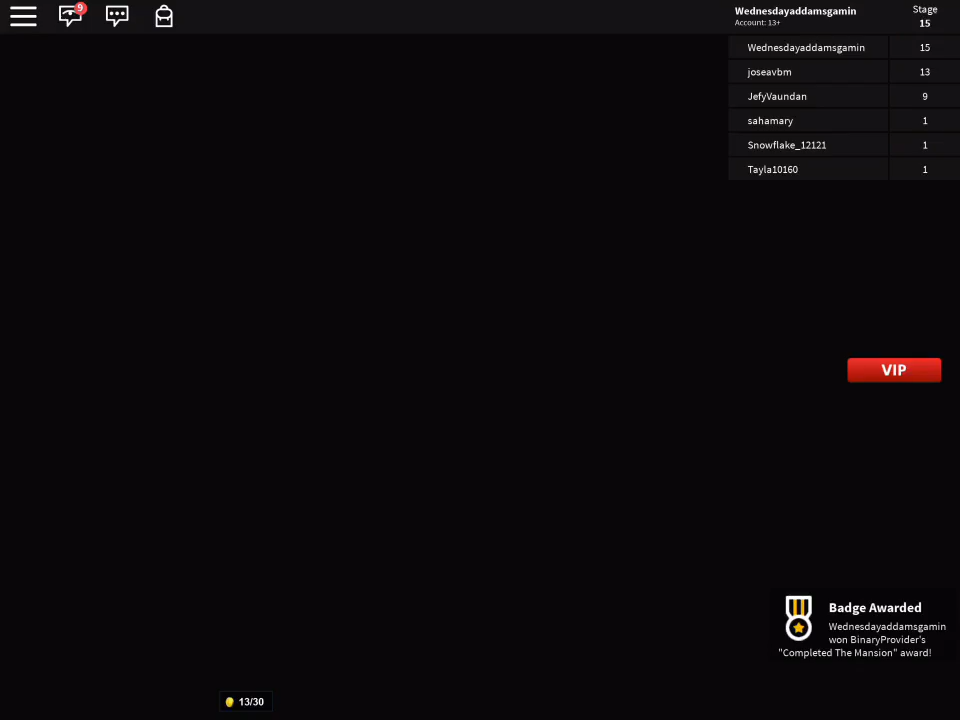 9
Wednesdayaddamsgamin
Account: 13+
Stage
15
Wednesdayaddamsgamin 15
joseavbm 13
JefyVaundan 9
sahamary 1
Snowflake_12121 1
Tayla10160 1
VIP
Badge Awarded
Wednesdayaddamsgamin
won BinaryProvider's
"Completed The Mansion" award!
13/30